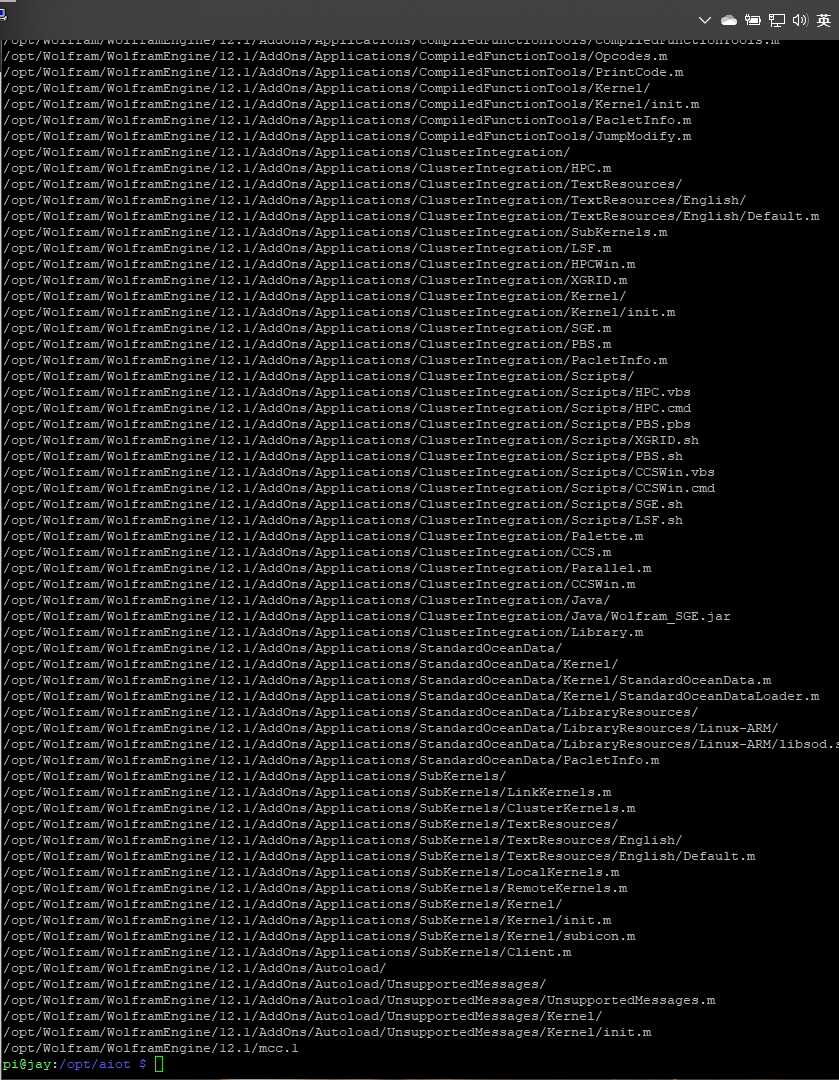 英
/opt/Wolfram/WolframEngine/12.1/AddOns/Applications/CompiledFunctionTools/CompiledFunctionTools.m
/opt/Wolfram/WolframEngine/12.1/AddOns/Applications/CompiledFunctionTools/Opcodes.m
/opt/Wolfram/WolframEngine/12.1/AddOns/Applications/CompiledFunctionTools/PrintCode.m
/opt/Wolfram/WolframEngine/12.1/AddOns/Applications/CompiledFunctionTools/Kernel/
/opt/Wolfram/WolframEngine/12.1/AddOns/Applications/CompiledFunctionTools/Kernel/init.m
/opt/Wolfram/WolframEngine/12.1/AddOns/Applications/CompiledFunctionTools/PacletInfo.m
/opt/Wolfram/WolframEngine/12.1/AddOns/Applications/CompiledFunctionTools/JumpModify.m
/opt/Wolfram/WolframEngine/12.1/AddOns/Applications/ClusterIntegration/
/opt/Wolfram/WolframEngine/12.1/AddOns/Applications/ClusterIntegration/HPC.m
/opt/Wolfram/WolframEngine/12.1/AddOns/Applications/ClusterIntegration/TextResources/
/opt/Wolfram/WolframEngine/12.1/AddOns/Applications/ClusterIntegration/TextResources/English/
/opt/Wolfram/WolframEngine/12.1/AddOns/Applications/ClusterIntegration/TextResources/English/Default.m
/opt/Wolfram/WolframEngine/12.1/AddOns/Applications/ClusterIntegration/SubKernels.m
/opt/Wolfram/WolframEngine/12.1/AddOns/Applications/ClusterIntegration/LSF.m
/opt/Wolfram/WolframEngine/12.1/AddOns/Applications/ClusterIntegration/HPCWin.m
/opt/Wolfram/WolframEngine/12.1/AddOns/Applications/ClusterIntegration/XGRID.m
/opt/Wolfram/WolframEngine/12.1/AddOns/Applications/ClusterIntegration/Kernel/
/opt/Wolfram/WolframEngine/12.1/AddOns/Applications/ClusterIntegration/Kernel/init.m
/opt/Wolfram/WolframEngine/12.1/AddOns/Applications/ClusterIntegration/SGE.m
/opt/Wolfram/WolframEngine/12.1/AddOns/Applications/ClusterIntegration/PBS.m
/opt/Wolfram/WolframEngine/12.1/AddOns/Applications/ClusterIntegration/PacletInfo.m
/opt/Wolfram/WolframEngine/12.1/AddOns/Applications/ClusterIntegration/Scripts/
/opt/Wolfram/WolframEngine/12.1/AddOns/Applications/ClusterIntegration/Scripts/HPC.vbs
/opt/Wolfram/WolframEngine/12.1/AddOns/Applications/ClusterIntegration/Scripts/HPC.cmd
/opt/Wolfram/WolframEngine/12.1/AddOns/Applications/ClusterIntegration/Scripts/PBS.pbs
/opt/Wolfram/WolframEngine/12.1/AddOns/Applications/ClusterIntegration/Scripts/XGRID.sh
/opt/Wolfram/WolframEngine/12.1/AddOns/Applications/ClusterIntegration/Scripts/PBS.sh
/opt/Wolfram/WolframEngine/12.1/AddOns/Applications/ClusterIntegration/Scripts/CCSWin.vbs
/opt/Wolfram/WolframEngine/12.1/AddOns/Applications/ClusterIntegration/Scripts/CCSWin.cmd
/opt/Wolfram/WolframEngine/12.1/AddOns/Applications/ClusterIntegration/Scripts/SGE.sh
/opt/Wolfram/WolframEngine/12.1/AddOns/Applications/ClusterIntegration/Scripts/LSF.sh
/opt/Wolfram/WolframEngine/12.1/AddOns/Applications/ClusterIntegration/Palette.m
/opt/Wolfram/WolframEngine/12.1/AddOns/Applications/ClusterIntegration/CCS.m
/opt/Wolfram/WolframEngine/12.1/AddOns/Applications/ClusterIntegration/Parallel.m
/opt/Wolfram/WolframEngine/12.1/AddOns/Applications/ClusterIntegration/CCSWin.m
/opt/Wolfram/WolframEngine/12.1/AddOns/Applications/ClusterIntegration/Java/
/opt/Wolfram/WolframEngine/12.1/AddOns/Applications/ClusterIntegration/Java/Wolfram_SGE.jar
/opt/Wolfram/WolframEngine/12.1/AddOns/Applications/ClusterIntegration/Library.m
/opt/Wolfram/WolframEngine/12.1/AddOns/Applications/StandardOceanData/
/opt/Wolfram/WolframEngine/12.1/AddOns/Applications/StandardOceanData/Kernel/
/opt/Wolfram/WolframEngine/12.1/AddOns/Applications/StandardOceanData/Kernel/StandardOceanData.m
/opt/Wolfram/WolframEngine/12.1/AddOns/Applications/StandardOceanData/Kernel/StandardOceanDataLoader.m
/opt/Wolfram/WolframEngine/12.1/AddOns/Applications/StandardOceanData/LibraryResources/
/opt/Wolfram/WolframEngine/12.1/AddOns/Applications/StandardOceanData/LibraryResources/Linux-ARM/
/opt/Wolfram/WolframEngine/12.1/AddOns/Applications/StandardOceanData/LibraryResources/Linux-ARM/libsod.s
/opt/Wolfram/WolframEngine/12.1/AddOns/Applications/StandardOceanData/PacletInfo.m
/opt/Wolfram/WolframEngine/12.1/AddOns/Applications/SubKernels/
/opt/Wolfram/WolframEngine/12.1/AddOns/Applications/SubKernels/LinkKernels.m
/opt/Wolfram/WolframEngine/12.1/AddOns/Applications/SubKernels/ClusterKernels.m
/opt/Wolfram/WolframEngine/12.1/AddOns/Applications/SubKernels/TextResources/
/opt/Wolfram/WolframEngine/12.1/AddOns/Applications/SubKernels/TextResources/English/
/opt/Wolfram/WolframEngine/12.1/AddOns/Applications/SubKernels/TextResources/English/Default.m
/opt/Wolfram/WolframEngine/12.1/AddOns/Applications/SubKernels/LocalKernels.m
/opt/Wolfram/WolframEngine/12.1/AddOns/Applications/SubKernels/RemoteKernels.m
/opt/Wolfram/WolframEngine/12.1/AddOns/Applications/SubKernels/Kernel/
/opt/Wolfram/WolframEngine/12.1/AddOns/Applications/SubKernels/Kernel/init.m
/opt/Wolfram/WolframEngine/12.1/AddOns/Applications/SubKernels/Kernel/subicon.m
/opt/Wolfram/WolframEngine/12.1/AddOns/Applications/SubKernels/Client.m
/opt/Wolfram/WolframEngine/12.1/AddOns/Autoload/
/opt/Wolfram/WolframEngine/12.1/AddOns/Autoload/UnsupportedMessages/
/opt/Wolfram/WolframEngine/12.1/AddOns/Autoload/UnsupportedMessages/UnsupportedMessages.m
/opt/Wolfram/WolframEngine/12.1/AddOns/Autoload/UnsupportedMessages/Kernel/
/opt/Wolfram/WolframEngine/12.1/AddOns/Autoload/UnsupportedMessages/Kernel/init.m
/opt/Wolfram/WolframEngine/12.1/mcc.1
pi@jay:/opt/aiot $